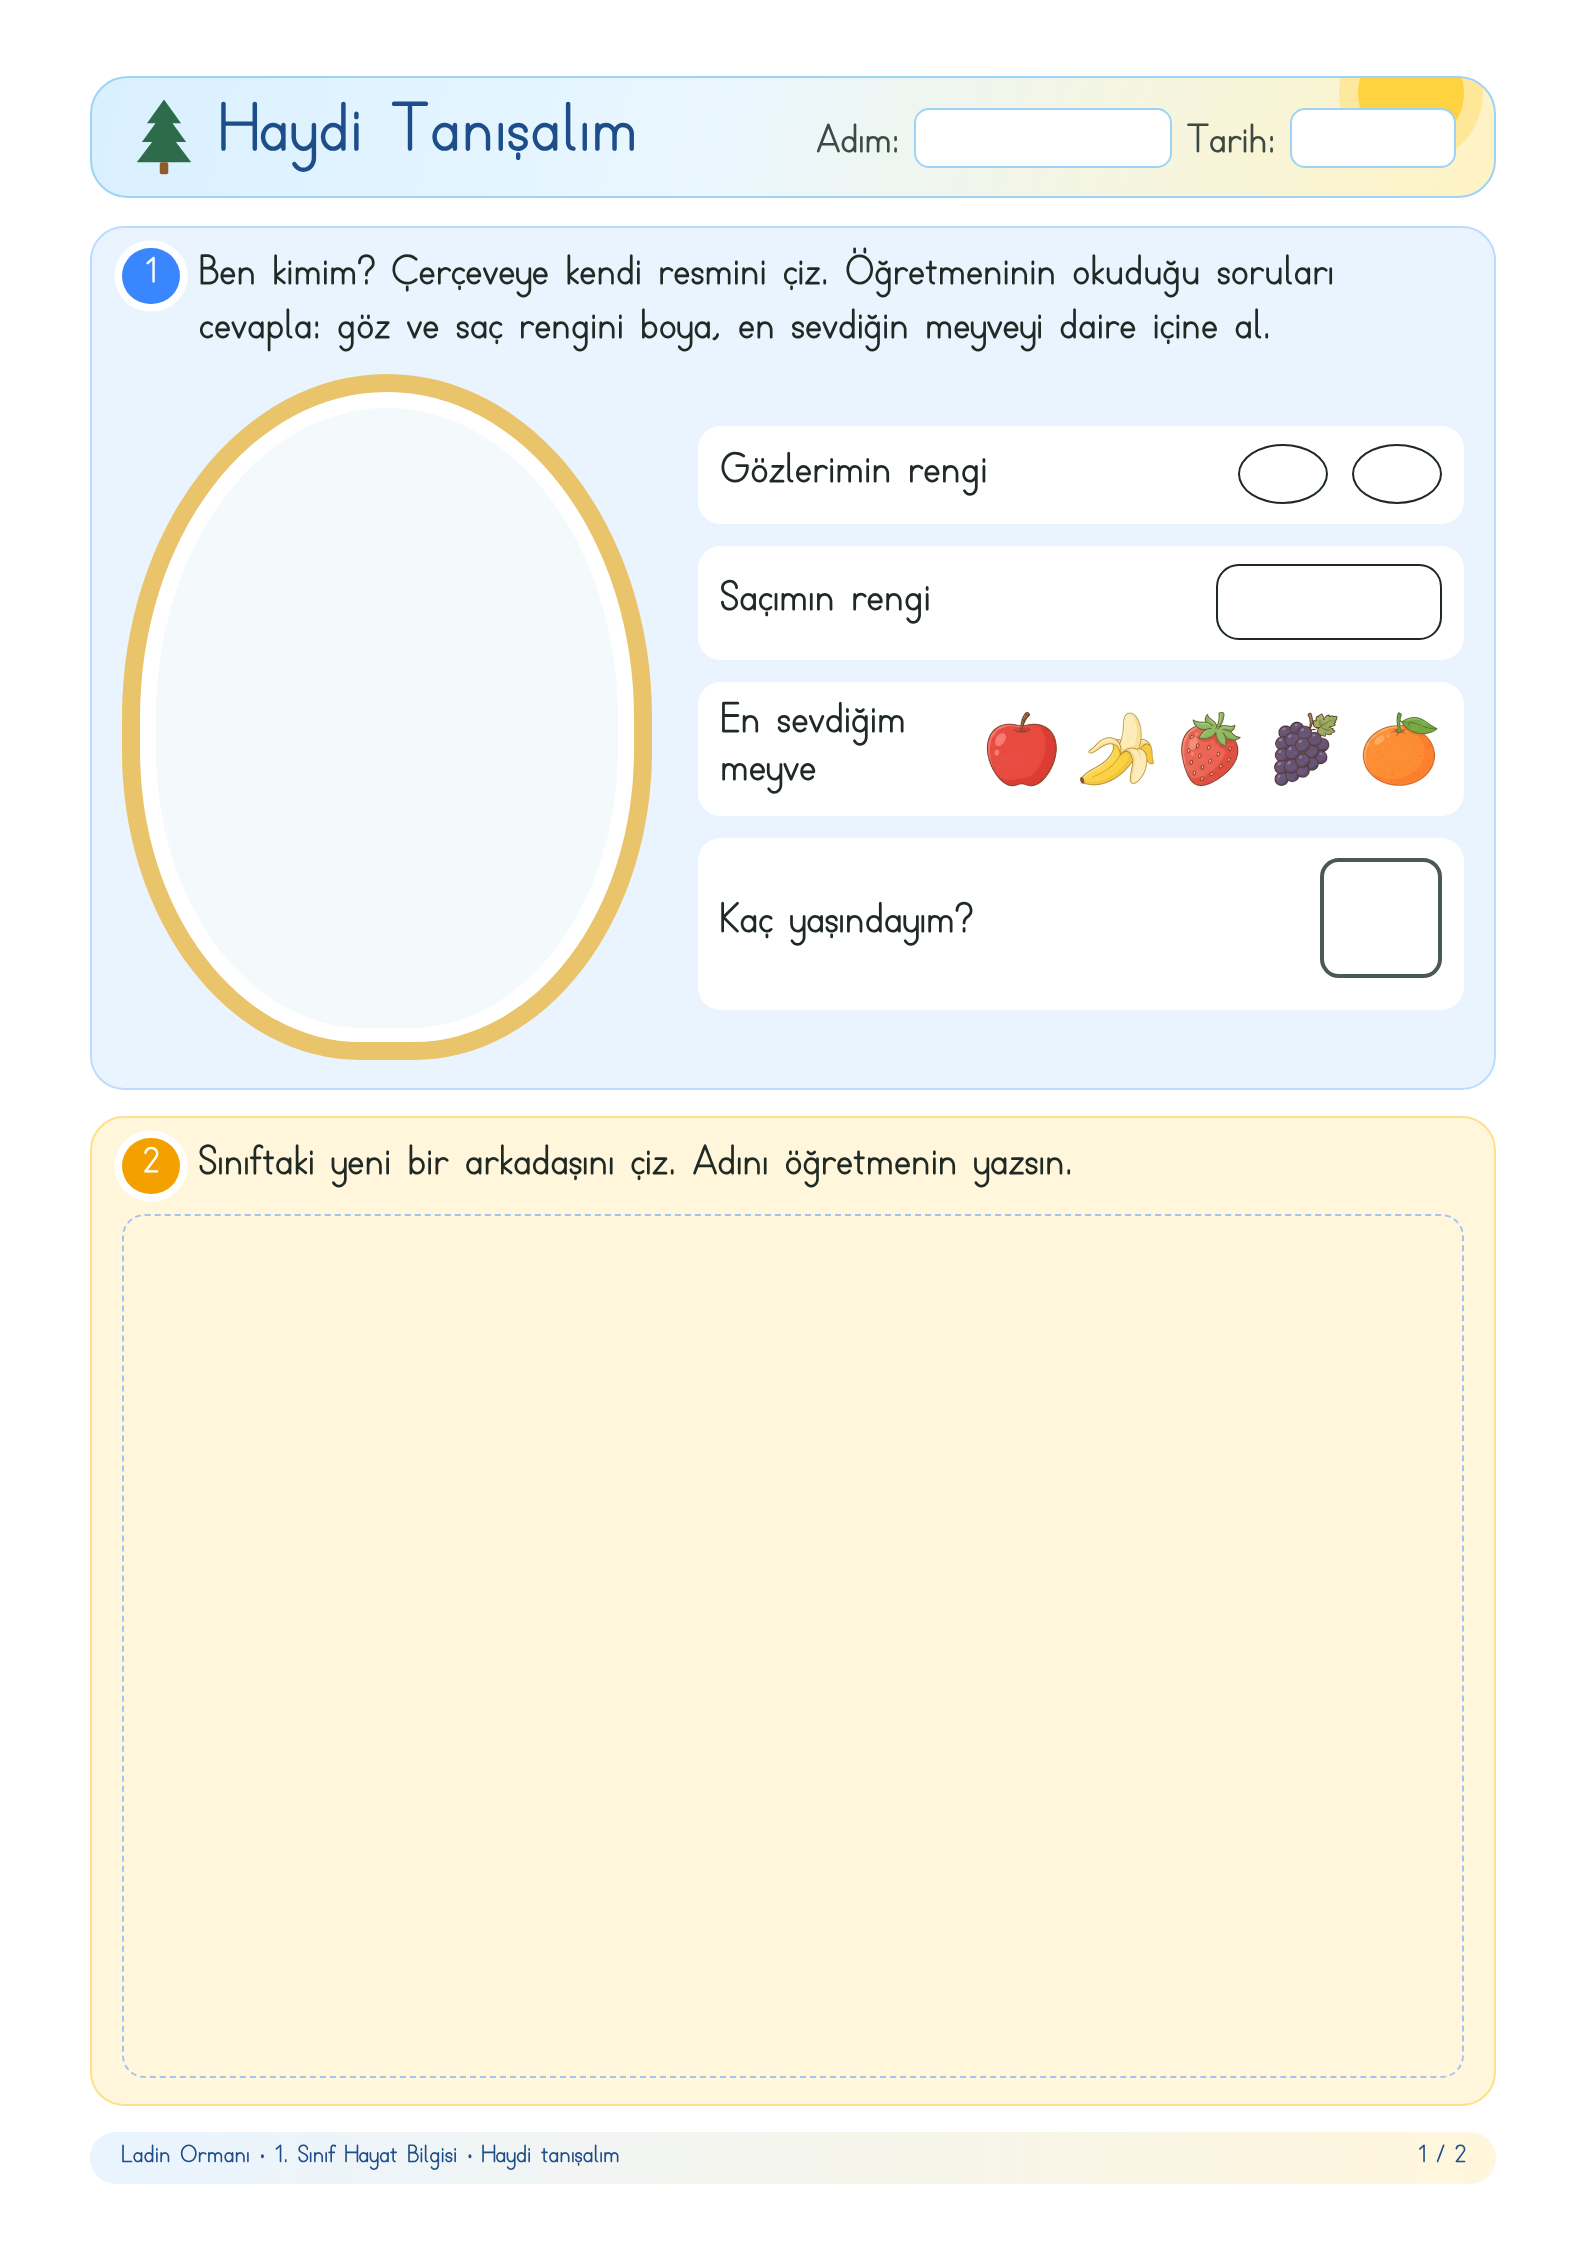 Haydi Tanışalım
Adım:
Tarih:
1
Ben kimim? Çerçeveye kendi resmini çiz. Öğretmeninin okuduğu soruları
cevapla: göz ve saç rengini boya, en sevdiğin meyveyi daire içine al.
Gözlerimin rengi
Saçımın rengi
En sevdiğim
meyve
Kaç yaşındayım?
2
Sınıftaki yeni bir arkadaşını çiz. Adını öğretmenin yazsın.
Ladin Ormanı • 1. Sınıf Hayat Bilgisi • Haydi tanışalım
1 / 2